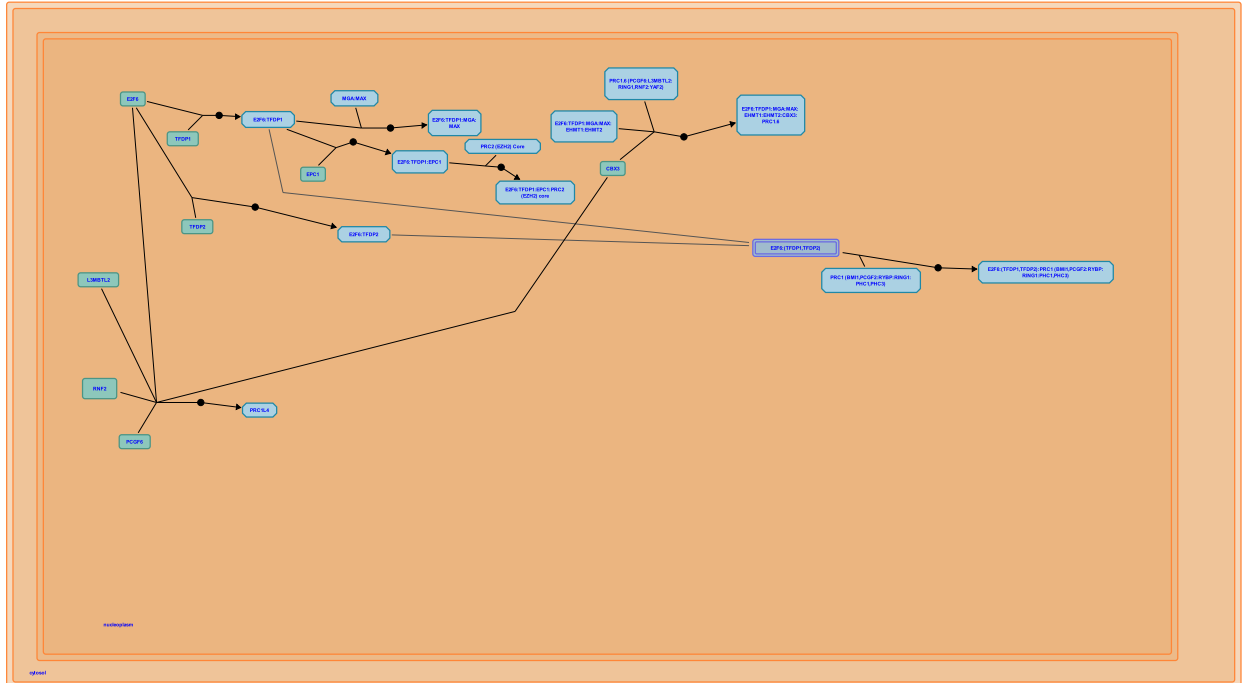 PRC1.6 (PCGF6:L3MBTL2:
RING1,RNF2:YAF2)
E2F6
MGA:MAX
E2F6:TFDP1
E2F6:TFDP1:MGA:
MAX
E2F6:TFDP1:MGA:MAX:
EHMT1:EHMT2
E2F6:TFDP1:MGA:MAX:
EHMT1:EHMT2:CBX3:
PRC1.6
TFDP1
PRC2 (EZH2) Core
E2F6:TFDP1:EPC1
EPC1
CBX3
E2F6:TFDP1:EPC1:PRC2
(EZH2) core
TFDP2
E2F6:TFDP2
E2F6:(TFDP1,TFDP2)
L3MBTL2
PRC1 (BMI1,PCGF2:RYBP:RING1:
PHC1,PHC3)
E2F6:(TFDP1,TFDP2):PRC1 (BMI1,PCGF2:RYBP:
RING1:PHC1,PHC3)
RNF2
PRC1L4
PCGF6
nucleoplasm
cytosol